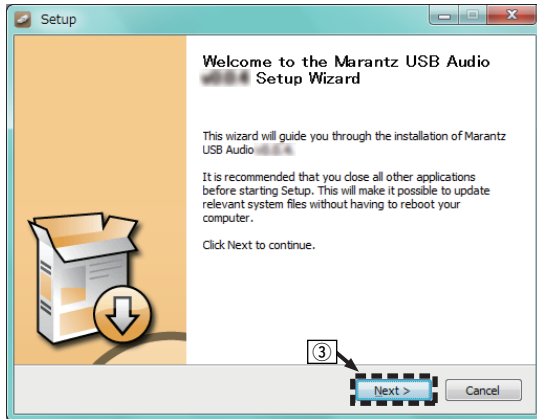 Setup
Welcome to the Marantz USB Audio
Setup Wizard
This wizard will guide you through the installation of Marantz
USB Audio
It is recommended that you close all other applications
before starting Setup. This will make it possible to update
relevant system files without having to reboot your
computer.
Click Next to continue.
③
Next > Cancel